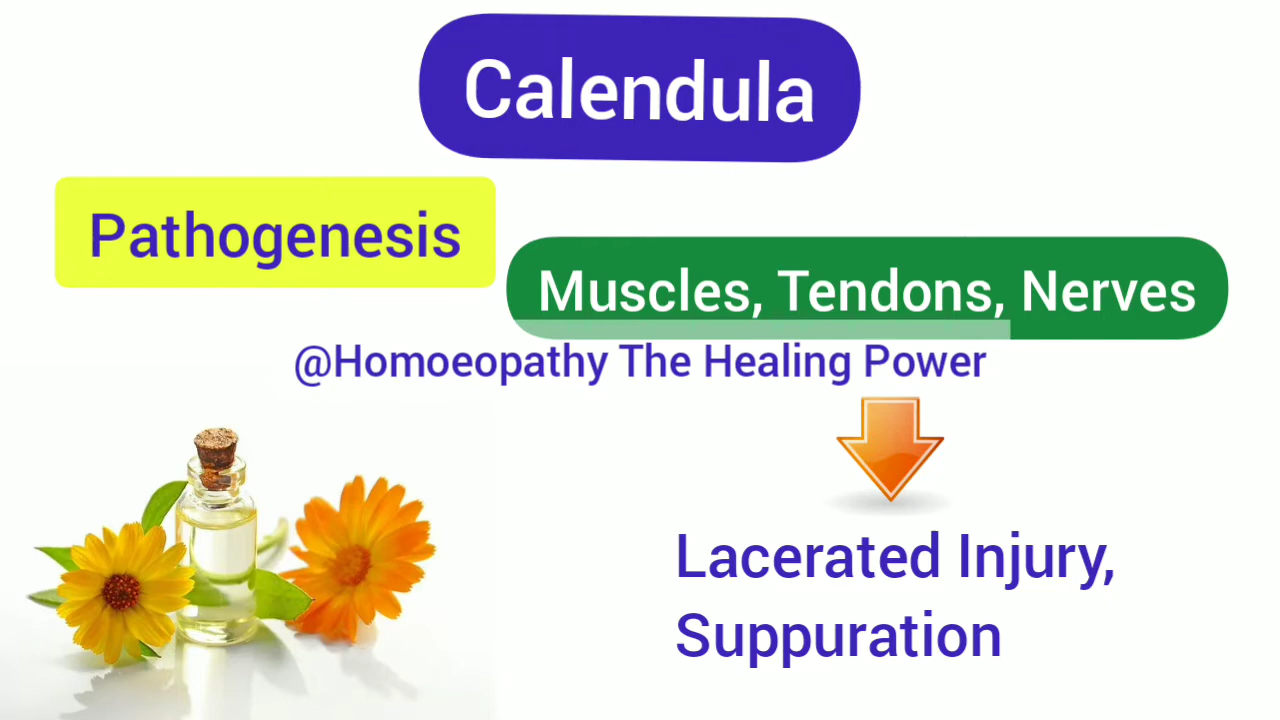 Calendula
Pathogenesis
Muscles, Tendons, Nerves
@Homoeopathy The Healing Power
Lacerated Injury,
Suppuration